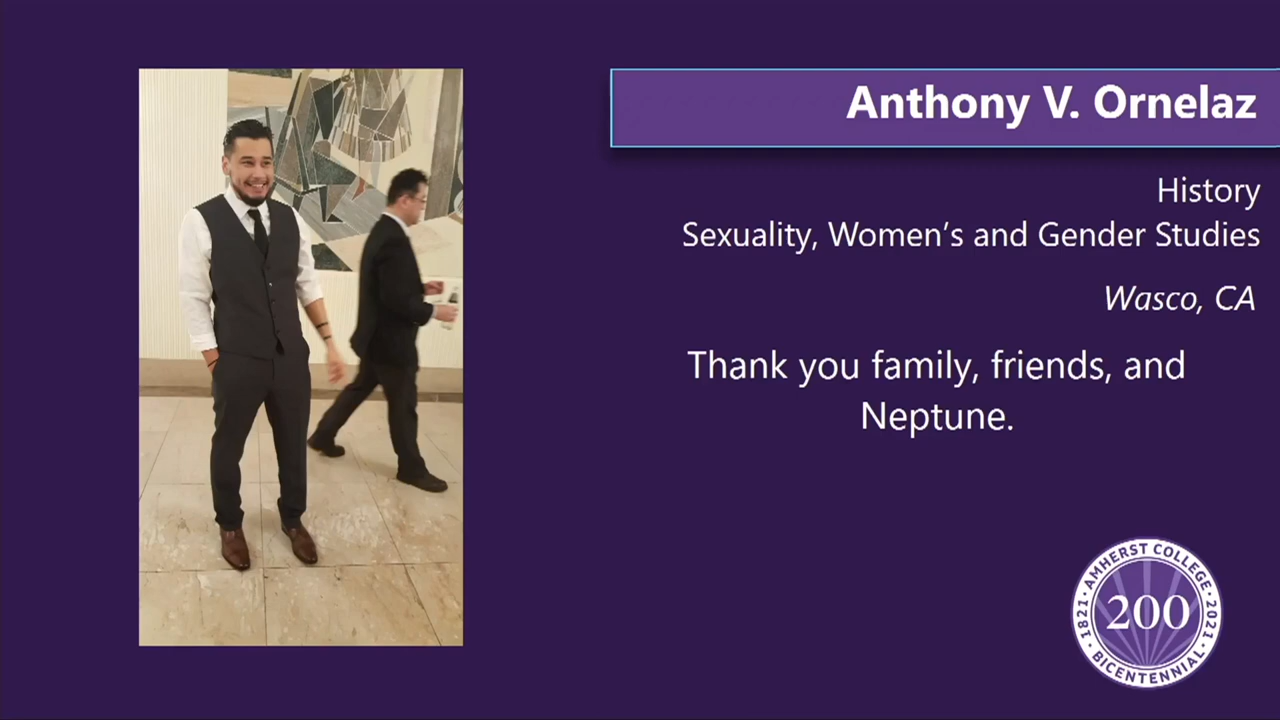 Anthony V. Ornelaz
History
Sexuality, Women's and Gender Studies
Wasco, CA
Thank you family, friends, and
Neptune.
AMHERST COLLEGE
1821 200 2021
BICENTENNIAL